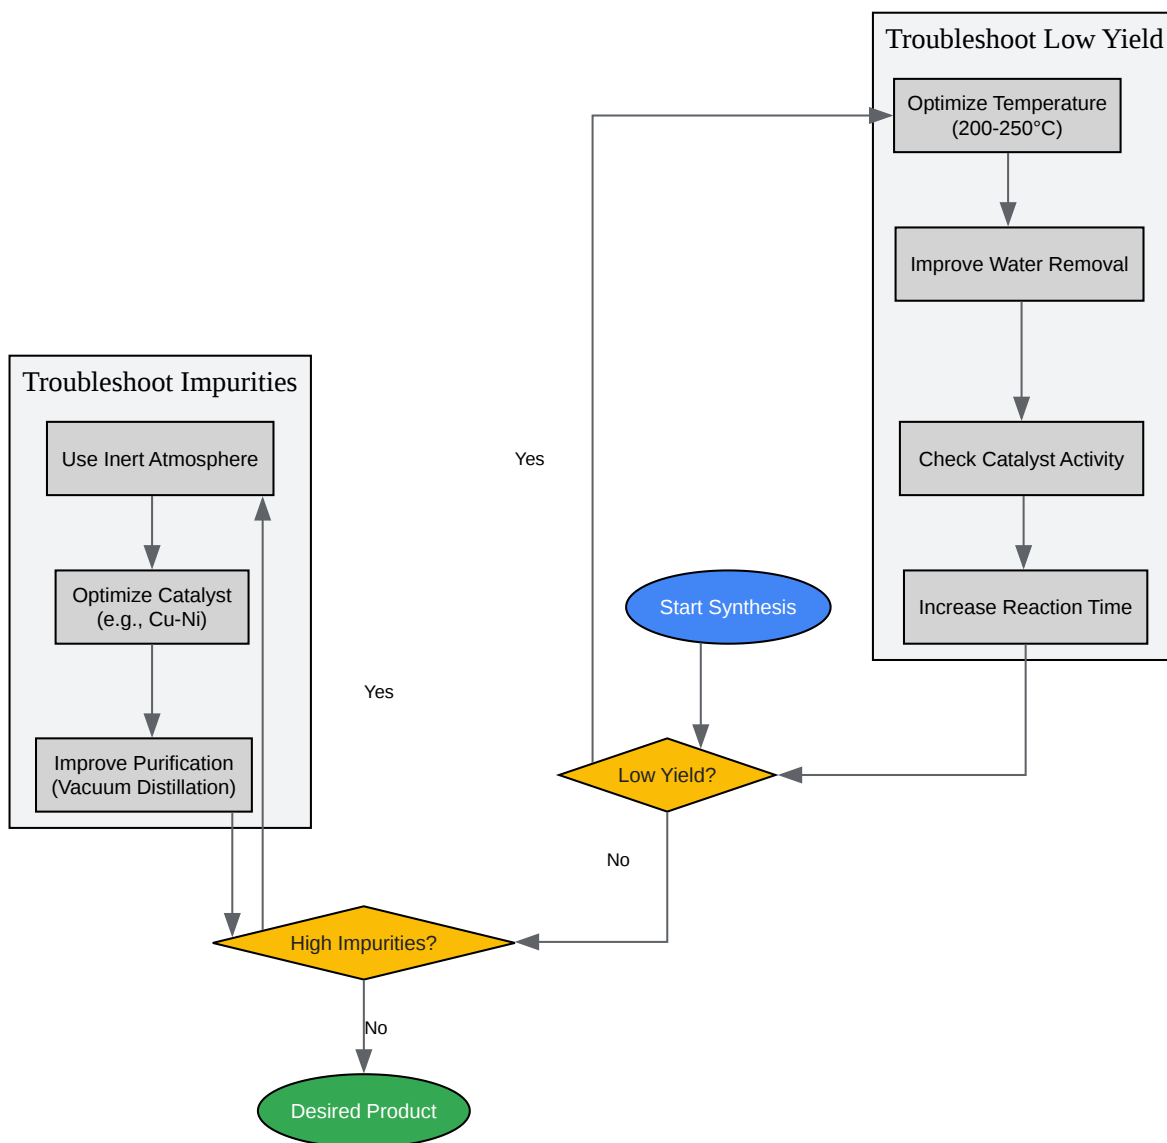 Troubleshoot Low Yield
Optimize Temperature
(200-250°C)
Improve Water Removal
Check Catalyst Activity
Increase Reaction Time
Troubleshoot Impurities
Use Inert Atmosphere
Optimize Catalyst
(e.g., Cu-Ni)
Improve Purification
(Vacuum Distillation)
Yes
Start Synthesis
Yes
Low Yield?
No
High Impurities?
No
Desired Product